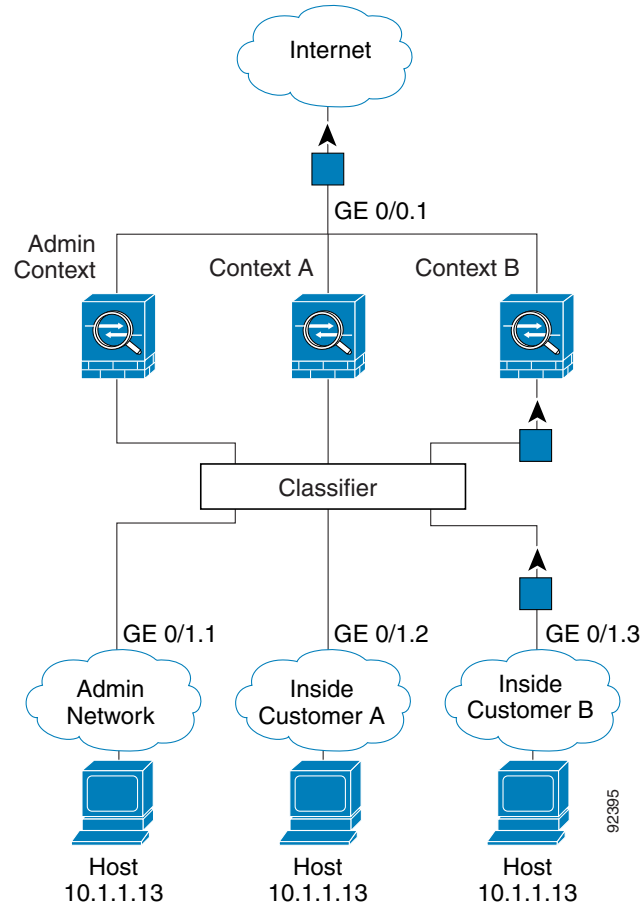 Internet
GE 0/0.1
Admin
Context
Context A
Context B
Classifier
GE 0/1.1
GE 0/1.2
GE 0/1.3
Admin
Network
Inside
Customer A
Inside
Customer B
Host
10.1.1.13
Host
10.1.1.13
Host
10.1.1.13
92395